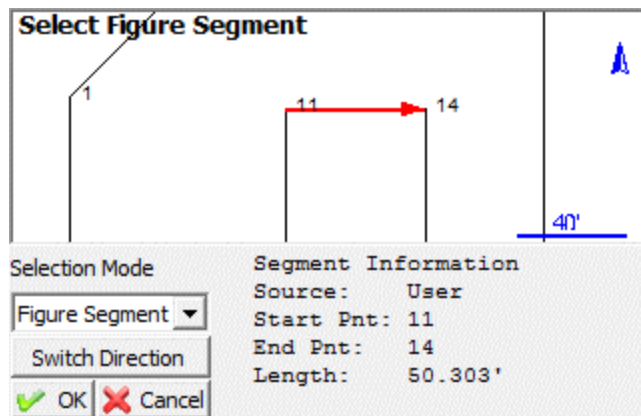 Select Figure Segment
1
11
14
40'
Selection Mode
Figure Segment
Switch Direction
OK
Cancel
Segment Information
Source: User
Start Pnt: 11
End Pnt: 14
Length: 50.303'